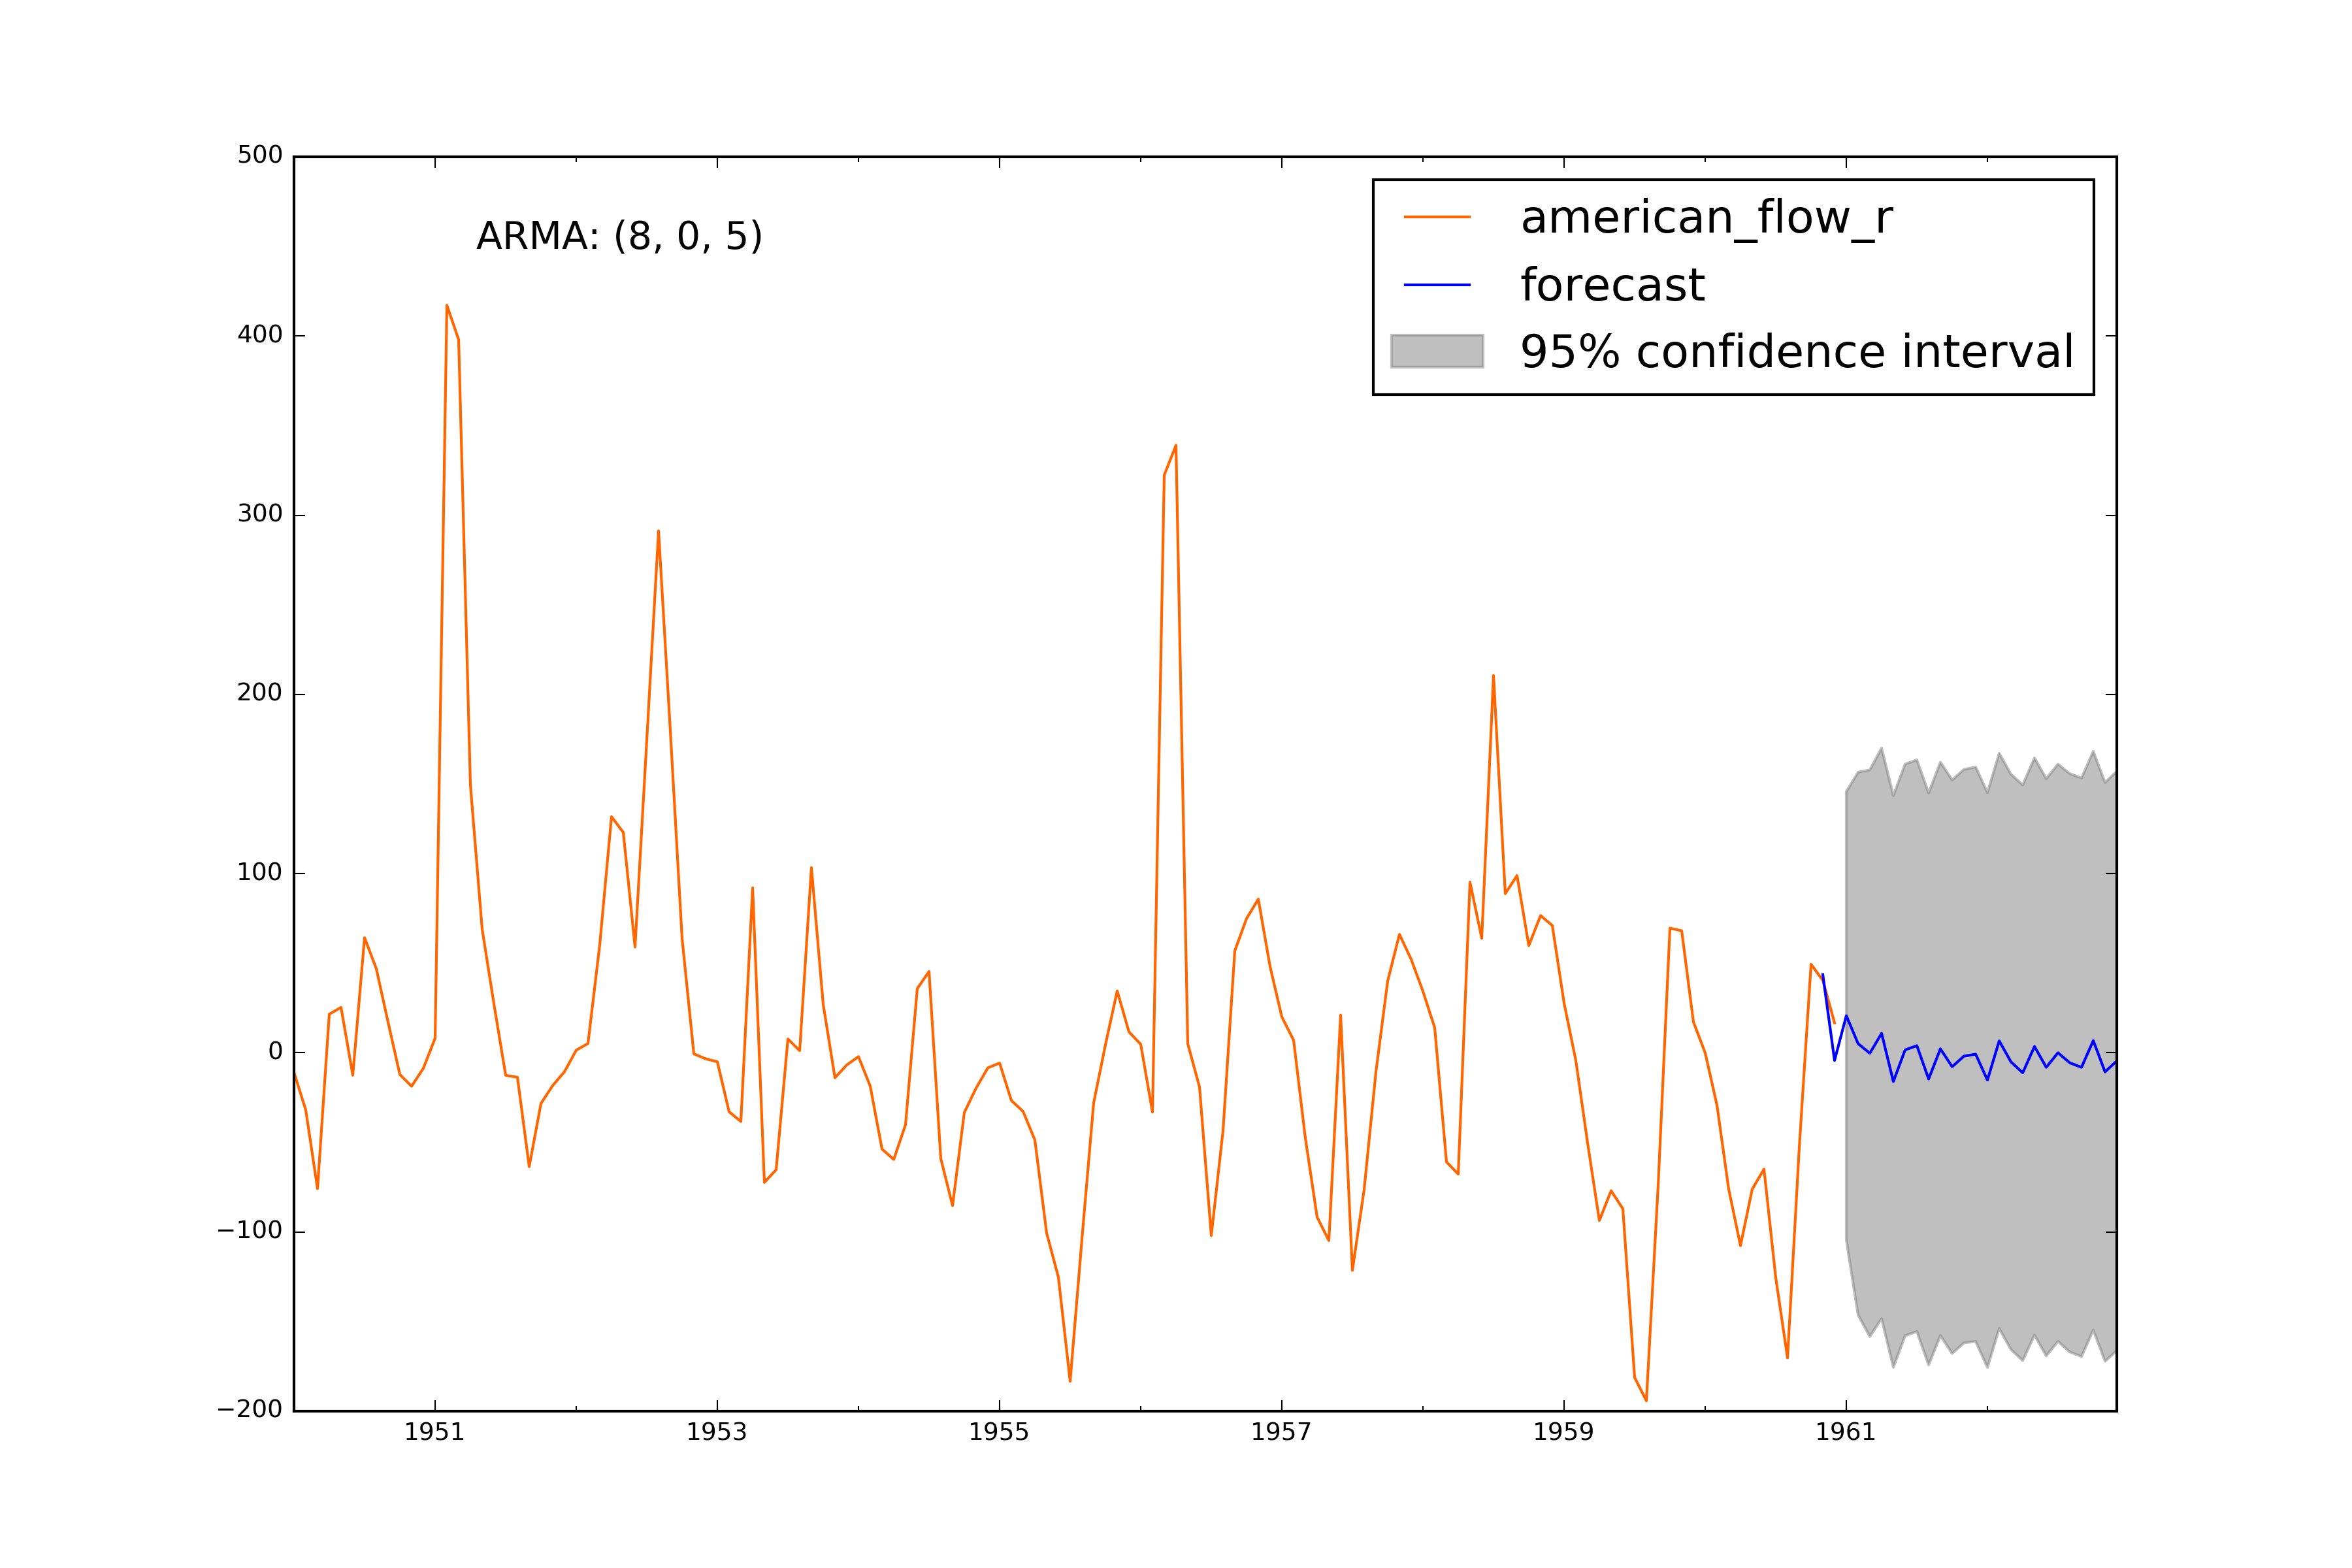 500
ARMA: (8, 0, 5)
american_flow_r
forecast
95% confidence interval
400
300
200
100
0
−100
−200
1951 1953 1955 1957 1959 1961